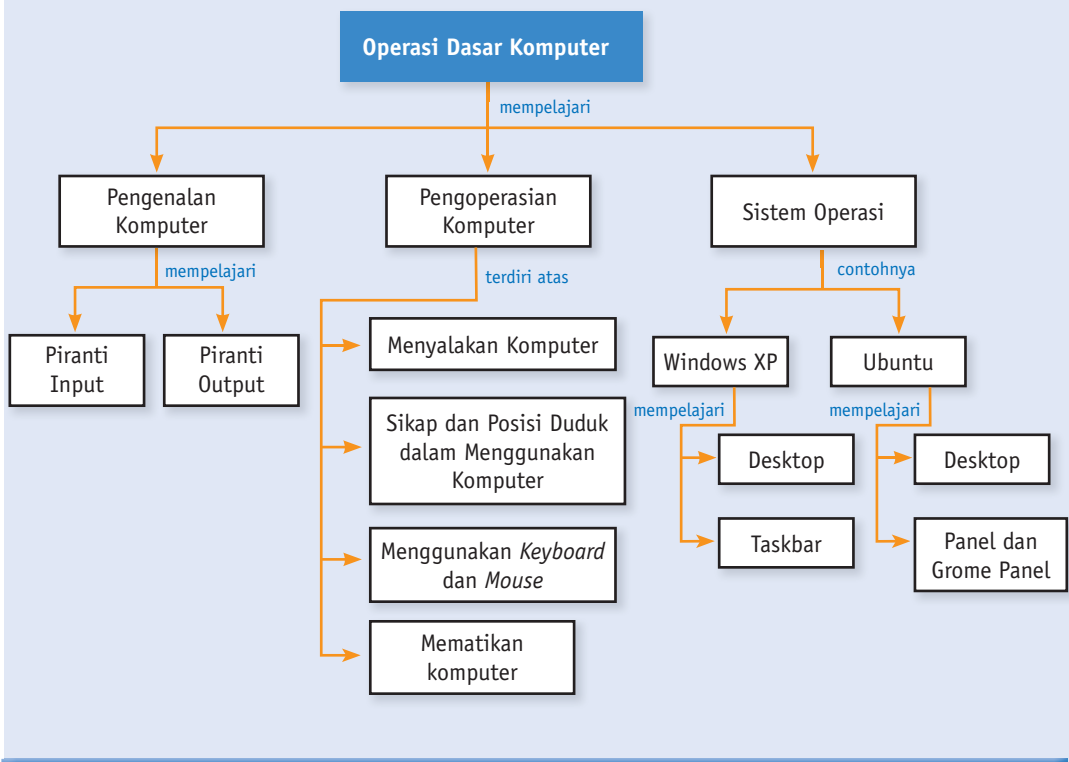 Operasi Dasar Komputer
mempelajari
Pengenalan
Komputer
Pengoperasian
Komputer
Sistem Operasi
mempelajari
terdiri atas
contohnya
Piranti
Input
Piranti
Output
Menyalakan Komputer
Sikap dan Posisi Duduk
dalam Menggunakan
Komputer
Menggunakan Keyboard
dan Mouse
Mematikan
komputer
Windows XP
Ubuntu
mempelajari
mempelajari
Desktop
Taskbar
Desktop
Panel dan
Grome Panel